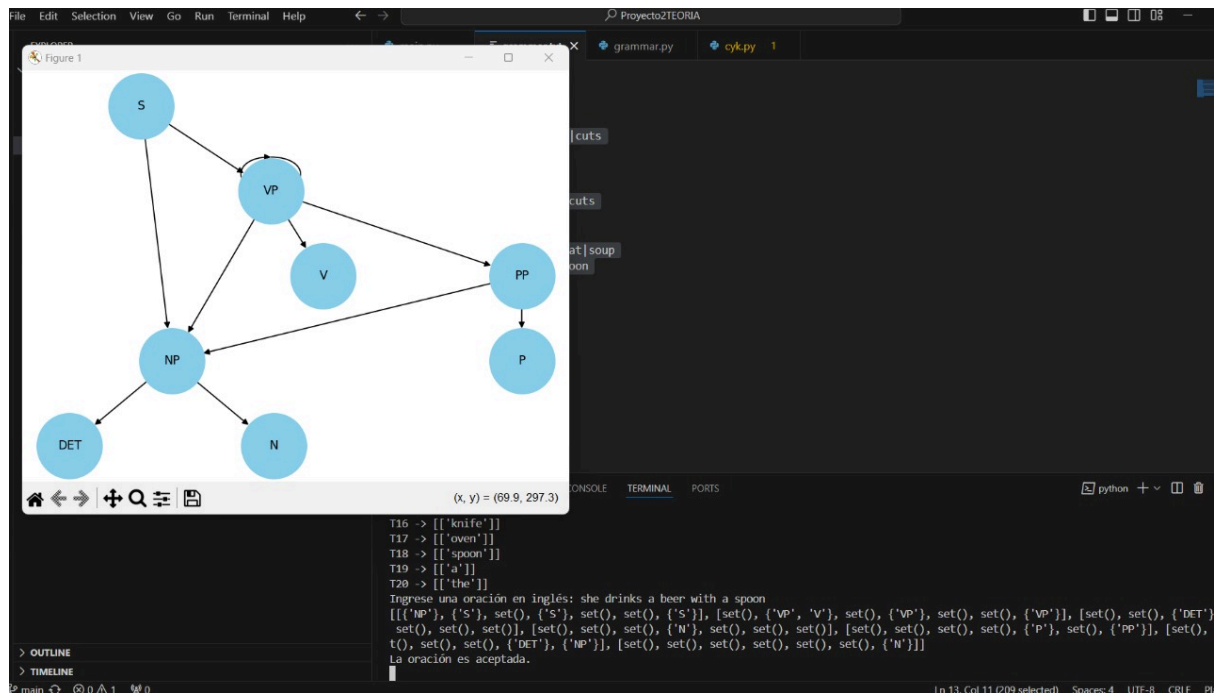 File Edit Selection View Go Run Terminal Help
Proyecto2TEORIA
grammar.py
cyk.py 1
Figure 1
|cuts
cuts
at|soup
oon
S
VP
V
PP
NP
P
DET
N
(x, y) = (69.9, 297.3)
CONSOLE TERMINAL PORTS
python
T16 -> [['knife']]
T17 -> [['oven']]
T18 -> [['spoon']]
T19 -> [['a']]
T20 -> [['the']]
Ingrese una oración en inglés: she drinks a beer with a spoon
[[{'NP'}, {'S'}, set(), {'S'}, set(), set(), {'S'}], [set(), {'VP', 'V'}, set(), {'VP'}, set(), set(), {'VP'}], [set(), set(), {'DET'}
set(), set(), set()], [set(), set(), set(), {'N'}, set(), set(), set()], [set(), set(), set(), set(), {'P'}, set(), {'PP'}], [set(),
t(), set(), set(), {'DET'}, {'NP'}], [set(), set(), set(), set(), set(), set(), {'N'}]]
La oración es aceptada.
OUTLINE
TIMELINE
main 0 1 0 Ln 13, Col 11 (209 selected) Spaces: 4 UTF-8 CRLF